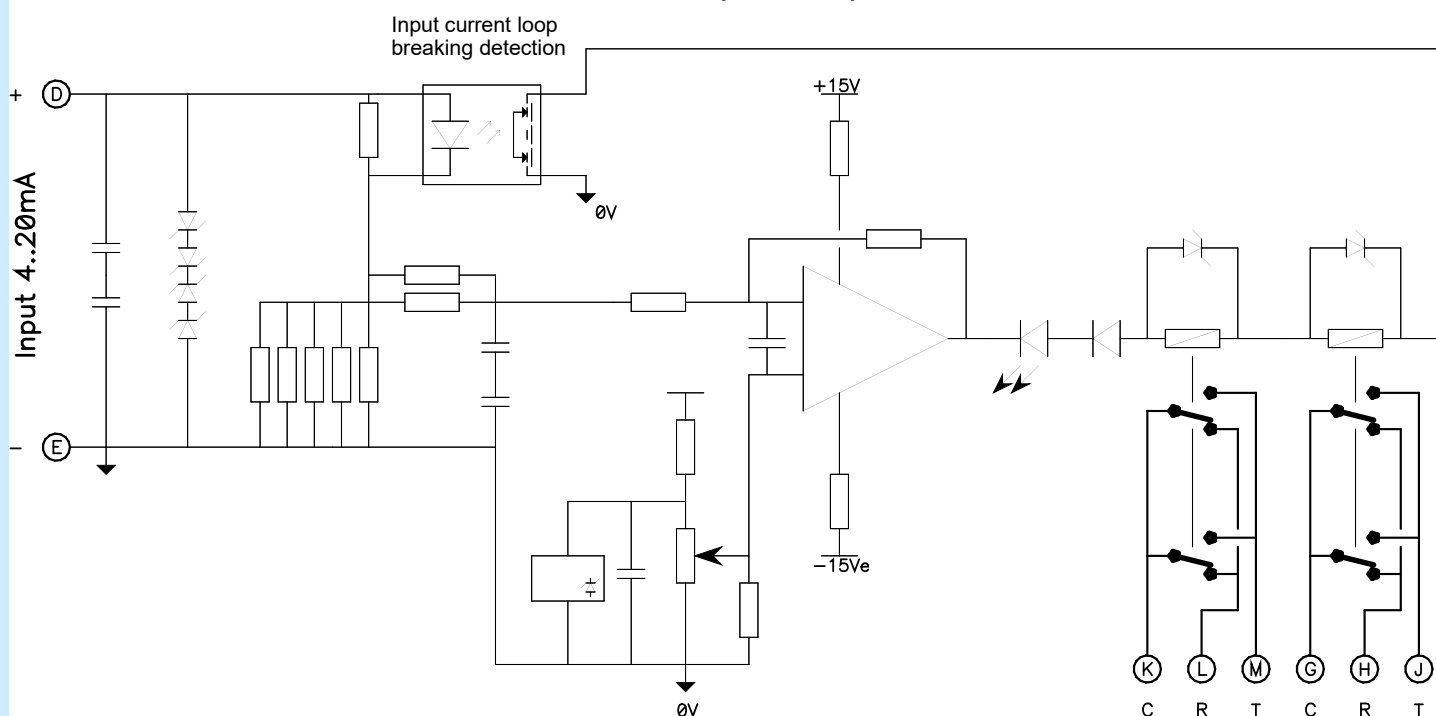 Input current loop
breaking detection
+ D
+15V
Input 4..20mA
0V
- E
-15Ve
K L M G H J
0V
C R T C R T